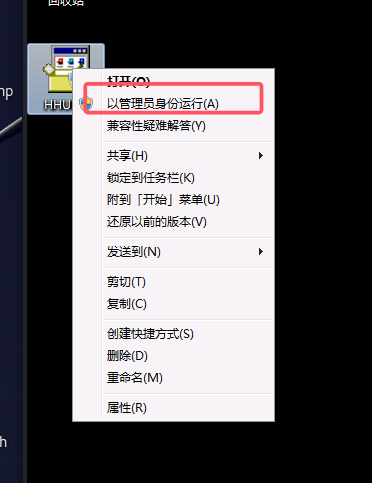 回收站
np
HHU
打开(O)
以管理员身份运行(A)
兼容性疑难解答(Y)
共享(H)
锁定到任务栏(K)
附到「开始」菜单(U)
还原以前的版本(V)
发送到(N)
剪切(T)
复制(C)
创建快捷方式(S)
删除(D)
重命名(M)
属性(R)
h